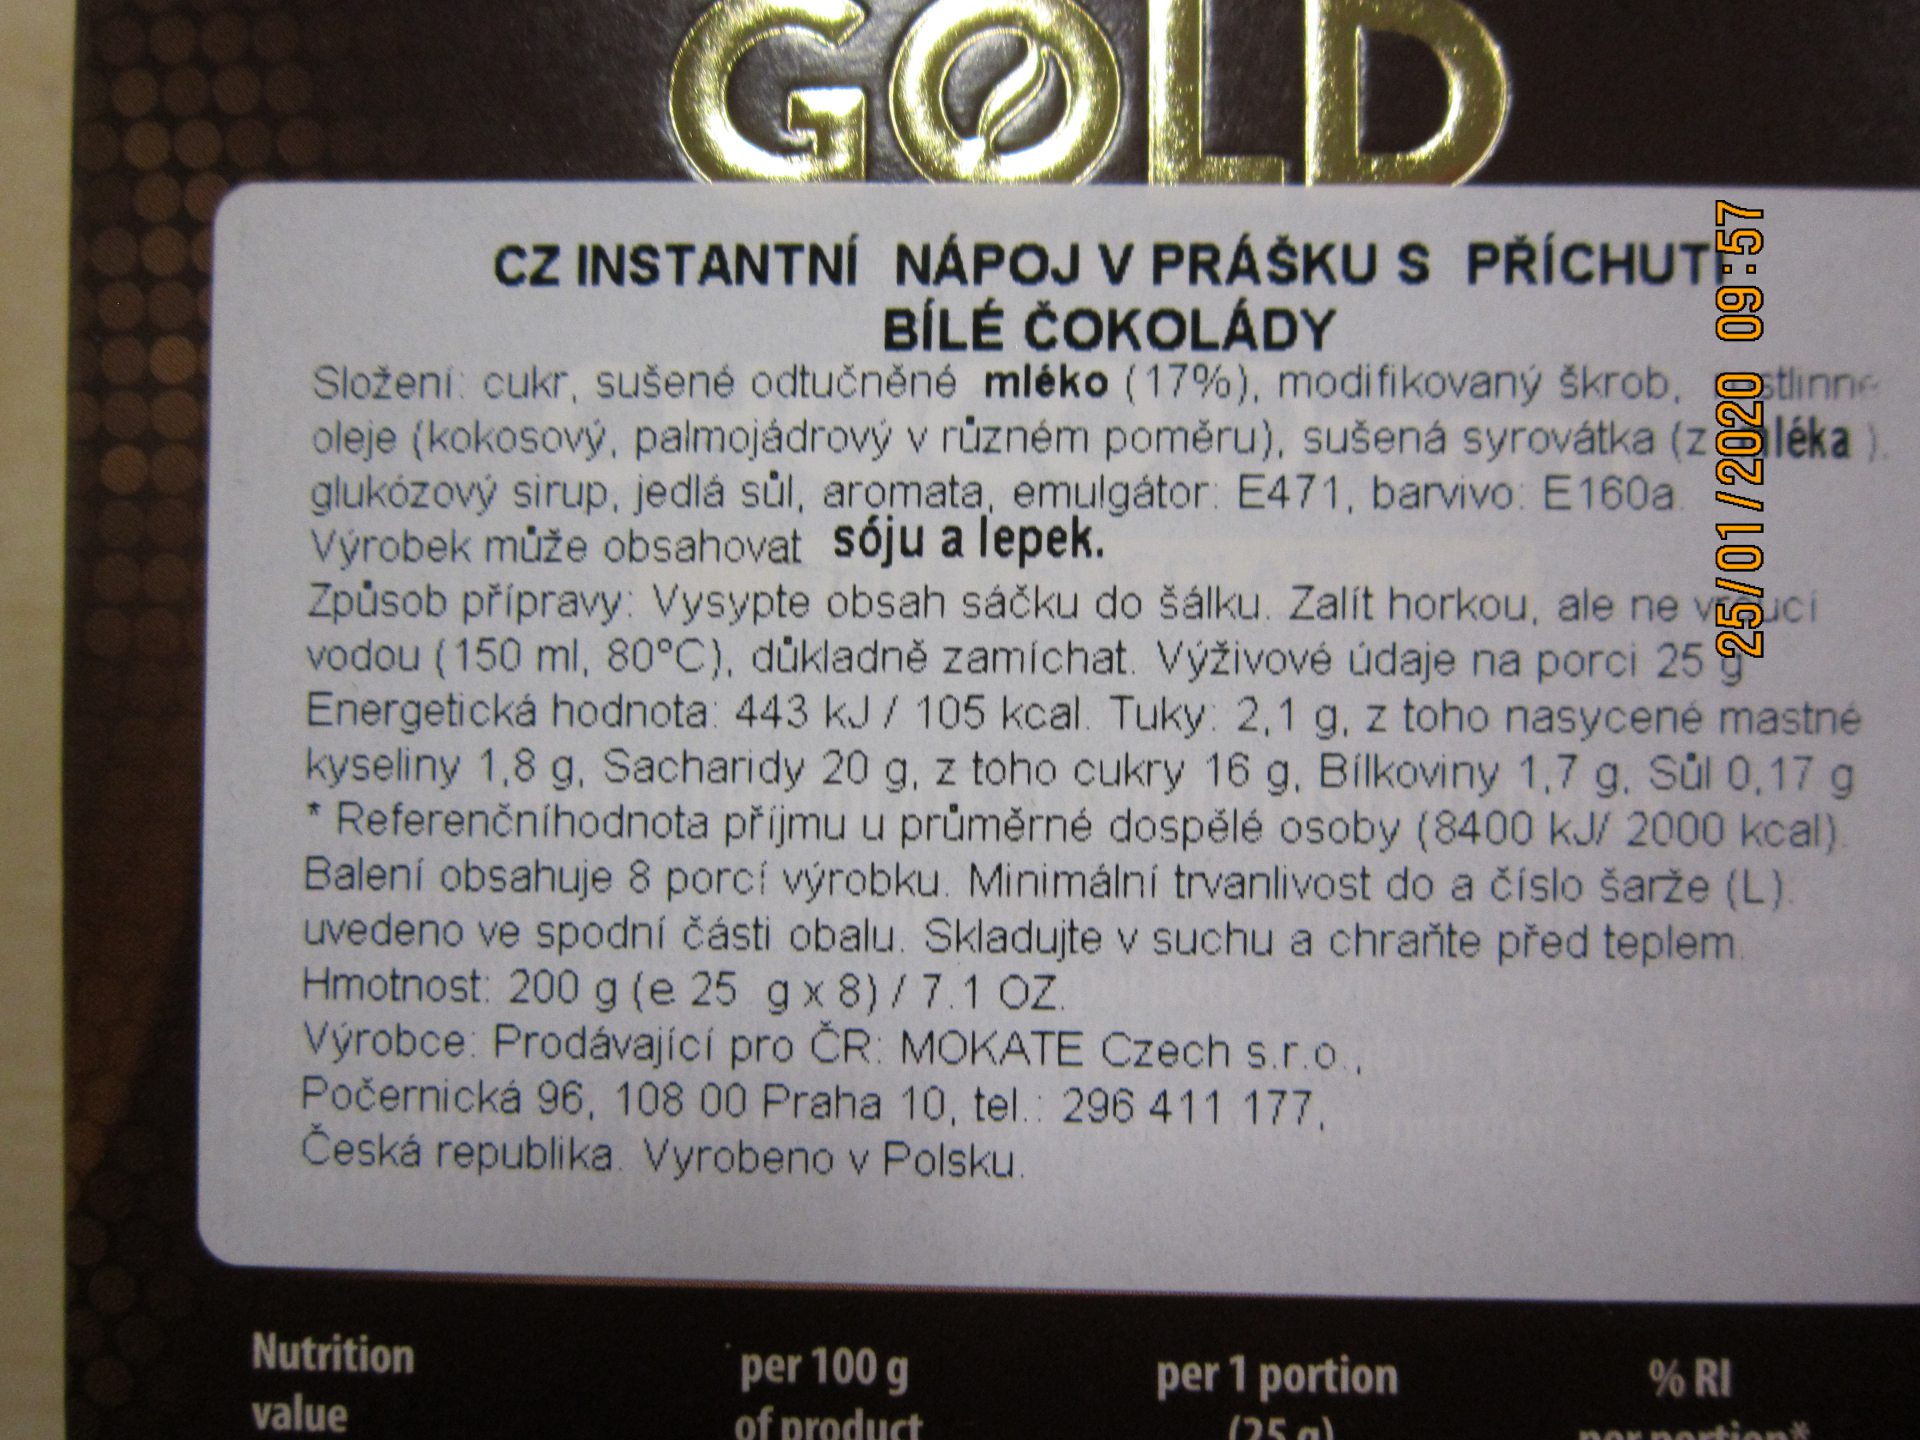 GOLD
CZ INSTANTNÍ NÁPOJ V PRÁŠKU S PŘÍCHUTÍ
BÍLÉ ČOKOLÁDY
Složení: cukr, sušené odtučněné mléko (17%), modifikovaný škrob,
oleje (kokosový, palmojádrový v různém poměru), sušená syrovátka (z mléka ).
glukózový sirup, jedlá sůl, aromata, emulgátor: E471, barvivo: E160a.
Výrobek může obsahovat sóju a lepek.
Způsob přípravy: Vysypte obsah sáčku do šálku. Zalít horkou, ale ne vroucí
vodou (150 ml, 80°C), důkladně zamíchat. Výživové údaje na porci 25 g
Energetická hodnota: 443 kJ / 105 kcal. Tuky: 2,1 g, z toho nasycené mastné
kyseliny 1,8 g, Sacharidy 20 g, z toho cukry 16 g, Bílkoviny 1,7 g, Sůl 0,17 g
* Referenčníhodnota příjmu u průměrné dospělé osoby (8400 kJ/ 2000 kcal).
Balení obsahuje 8 porcí výrobku. Minimální trvanlivost do a číslo šarže (L):
uvedeno ve spodní části obalu. Skladujte v suchu a chraňte před teplem.
Hmotnost: 200 g (e 25 g x 8) / 7.1 OZ.
Výrobce: Prodávající pro ČR: MOKATE Czech s.r.o.,
Počernická 96, 108 00 Praha 10, tel.: 296 411 177,
Česká republika. Vyrobeno v Polsku.
25/01/2020 09:57
Nutrition per 100 g per 1 portion % RI
value of product (25 g) per portion*